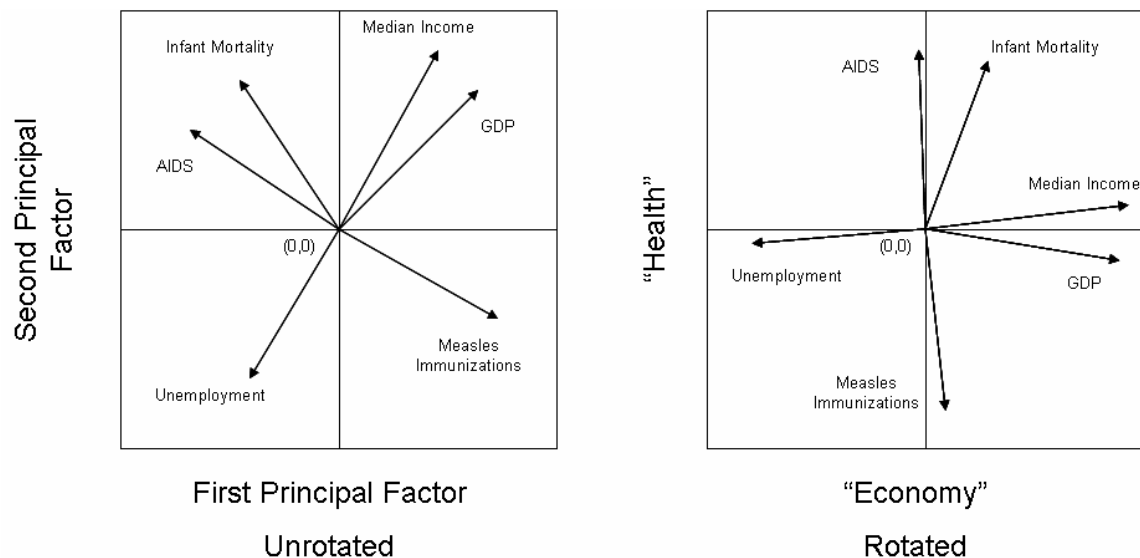 Second Principal
Factor
Infant Mortality
Median Income
AIDS
GDP
(0,0)
Measles
Immunizations
Unemployment
First Principal Factor
Unrotated
“Health”
AIDS
Infant Mortality
Median Income
(0,0)
Unemployment
GDP
Measles
Immunizations
“Economy”
Rotated